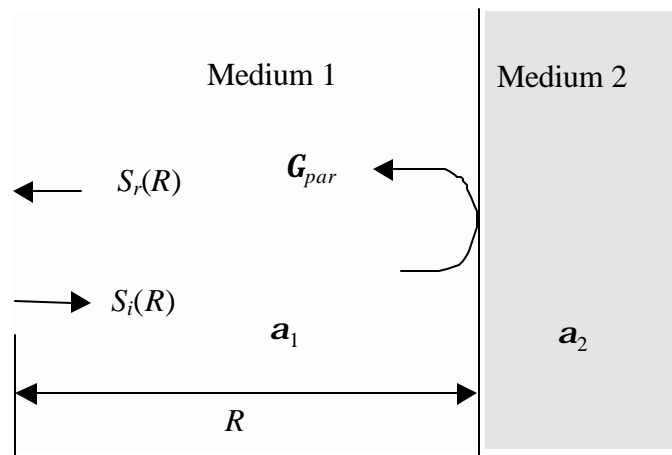 Medium 1
Medium 2
S_r(R)
G_par
S_i(R)
a_1
a_2
R